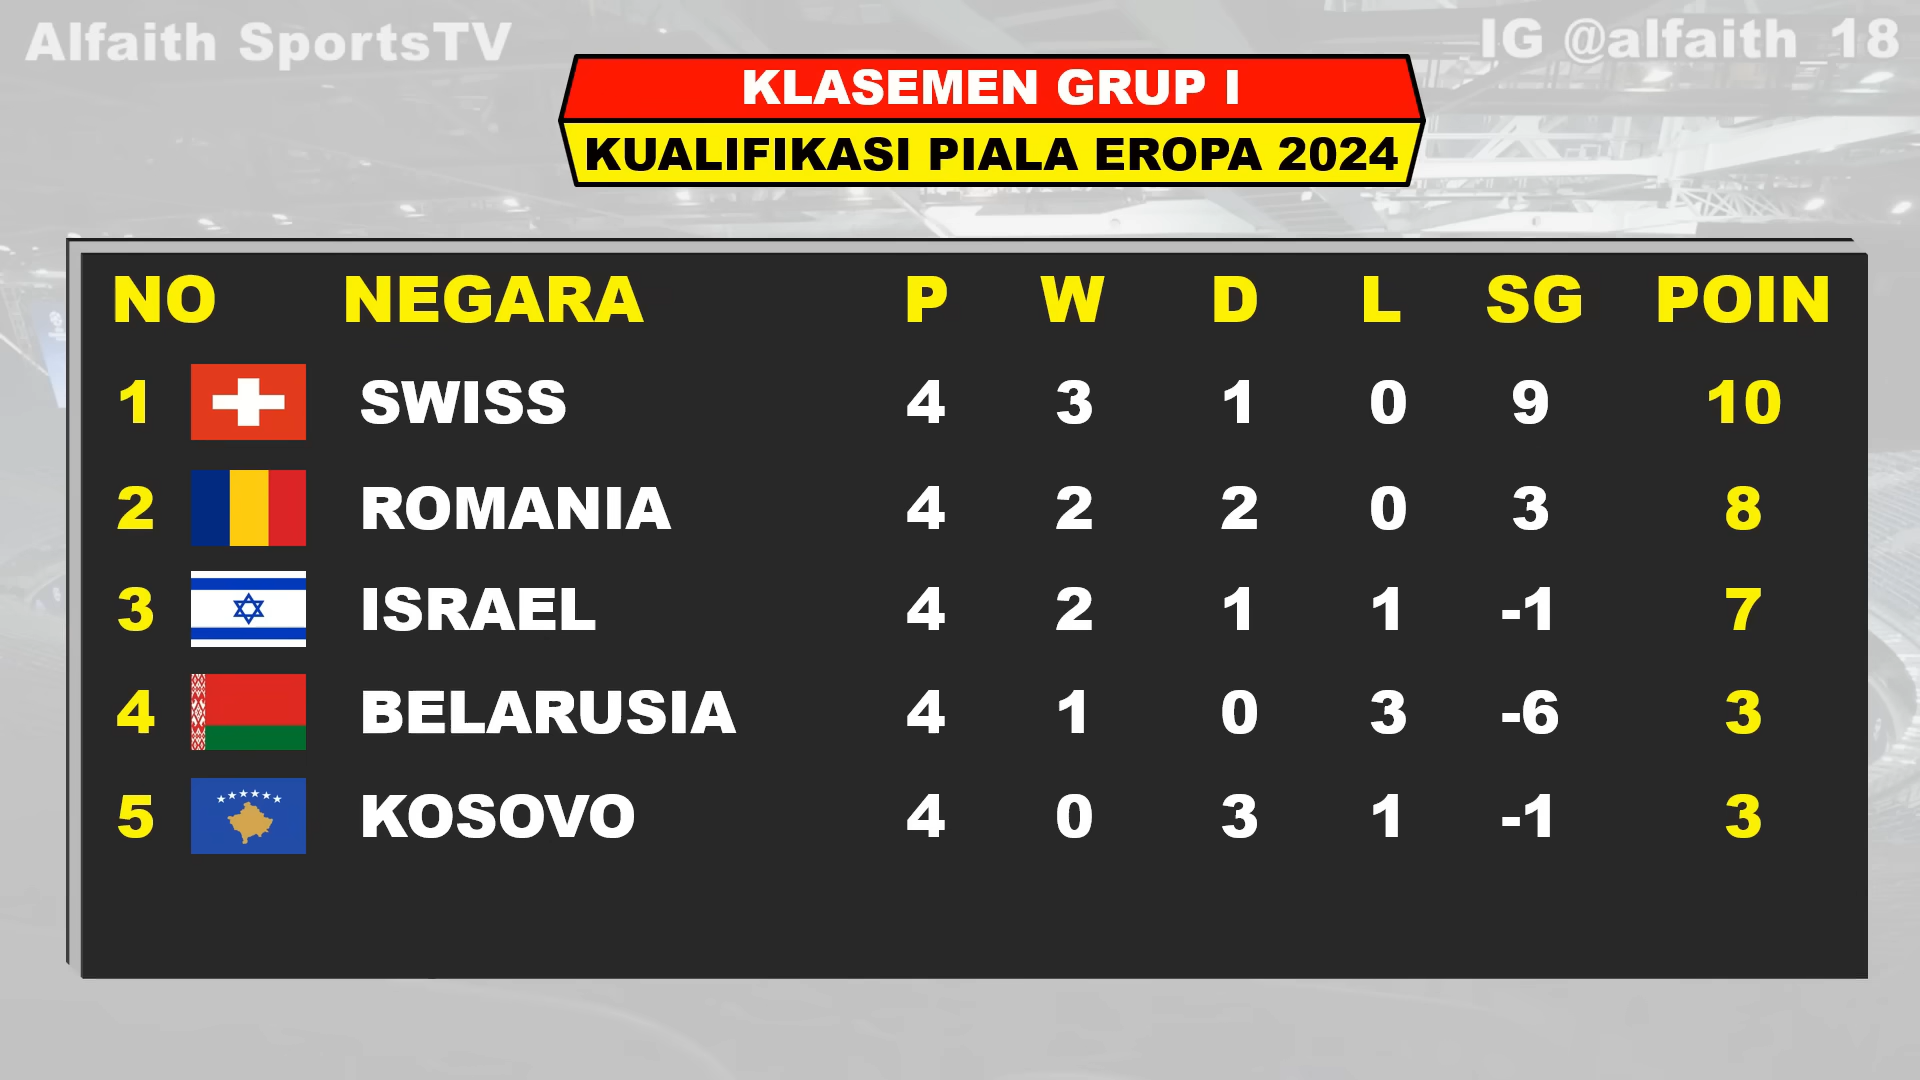 Alfaith SportsTV
IG @alfaith_18
KLASEMEN GRUP I
KUALIFIKASI PIALA EROPA 2024
NO NEGARA P W D L SG POIN
1 SWISS 4 3 1 0 9 10
2 ROMANIA 4 2 2 0 3 8
3 ISRAEL 4 2 1 1 -1 7
4 BELARUSIA 4 1 0 3 -6 3
5 KOSOVO 4 0 3 1 -1 3